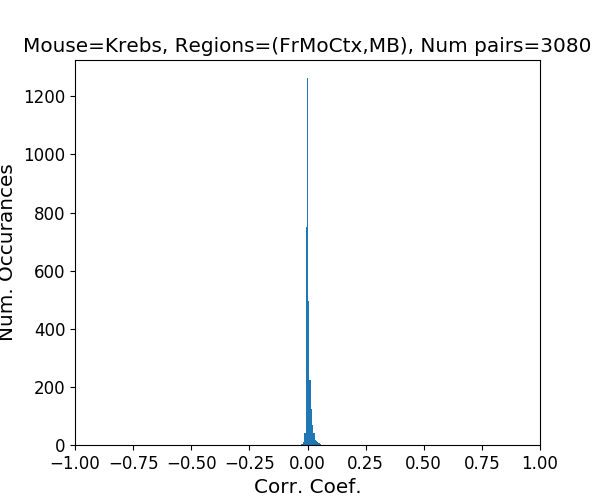 Mouse=Krebs, Regions=(FrMoCtx,MB), Num pairs=3080
Num. Occurances
1200
1000
800
600
400
200
0
−1.00 −0.75 −0.50 −0.25 0.00 0.25 0.50 0.75 1.00
Corr. Coef.